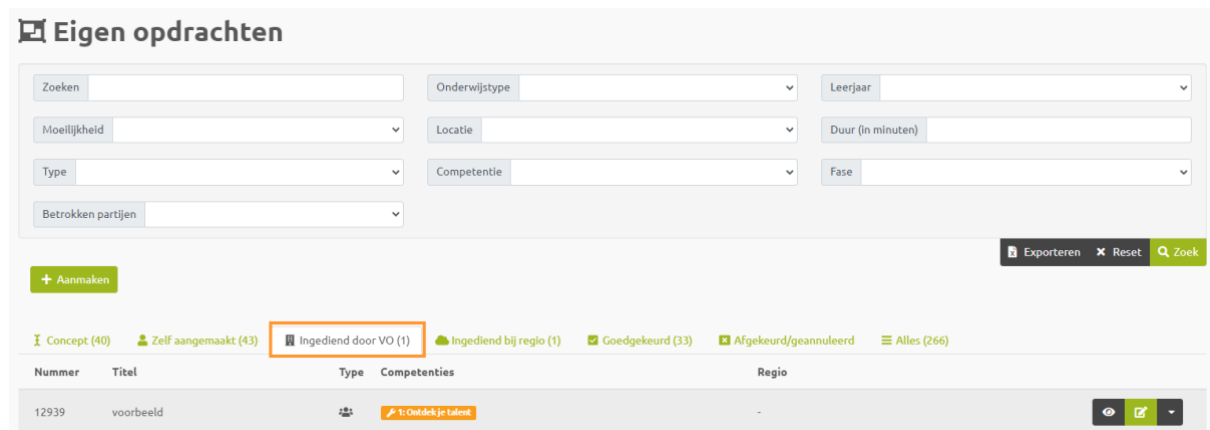 Eigen opdrachten
Zoeken Onderwijstype Leerjaar
Moeilijkheid Locatie Duur (in minuten)
Type Competentie Fase
Betrokken partijen
Exporteren Reset Zoek
Aanmaken
Concept (40) Zelf aangemaakt (43) Ingediend door VO (1) Ingediend bij regio (1) Goedgekeurd (33) Afgekeurd/geannuleerd Alles (266)
Nummer Titel Type Competenties Regio
12939 voorbeeld 1: Ontdek je talent -